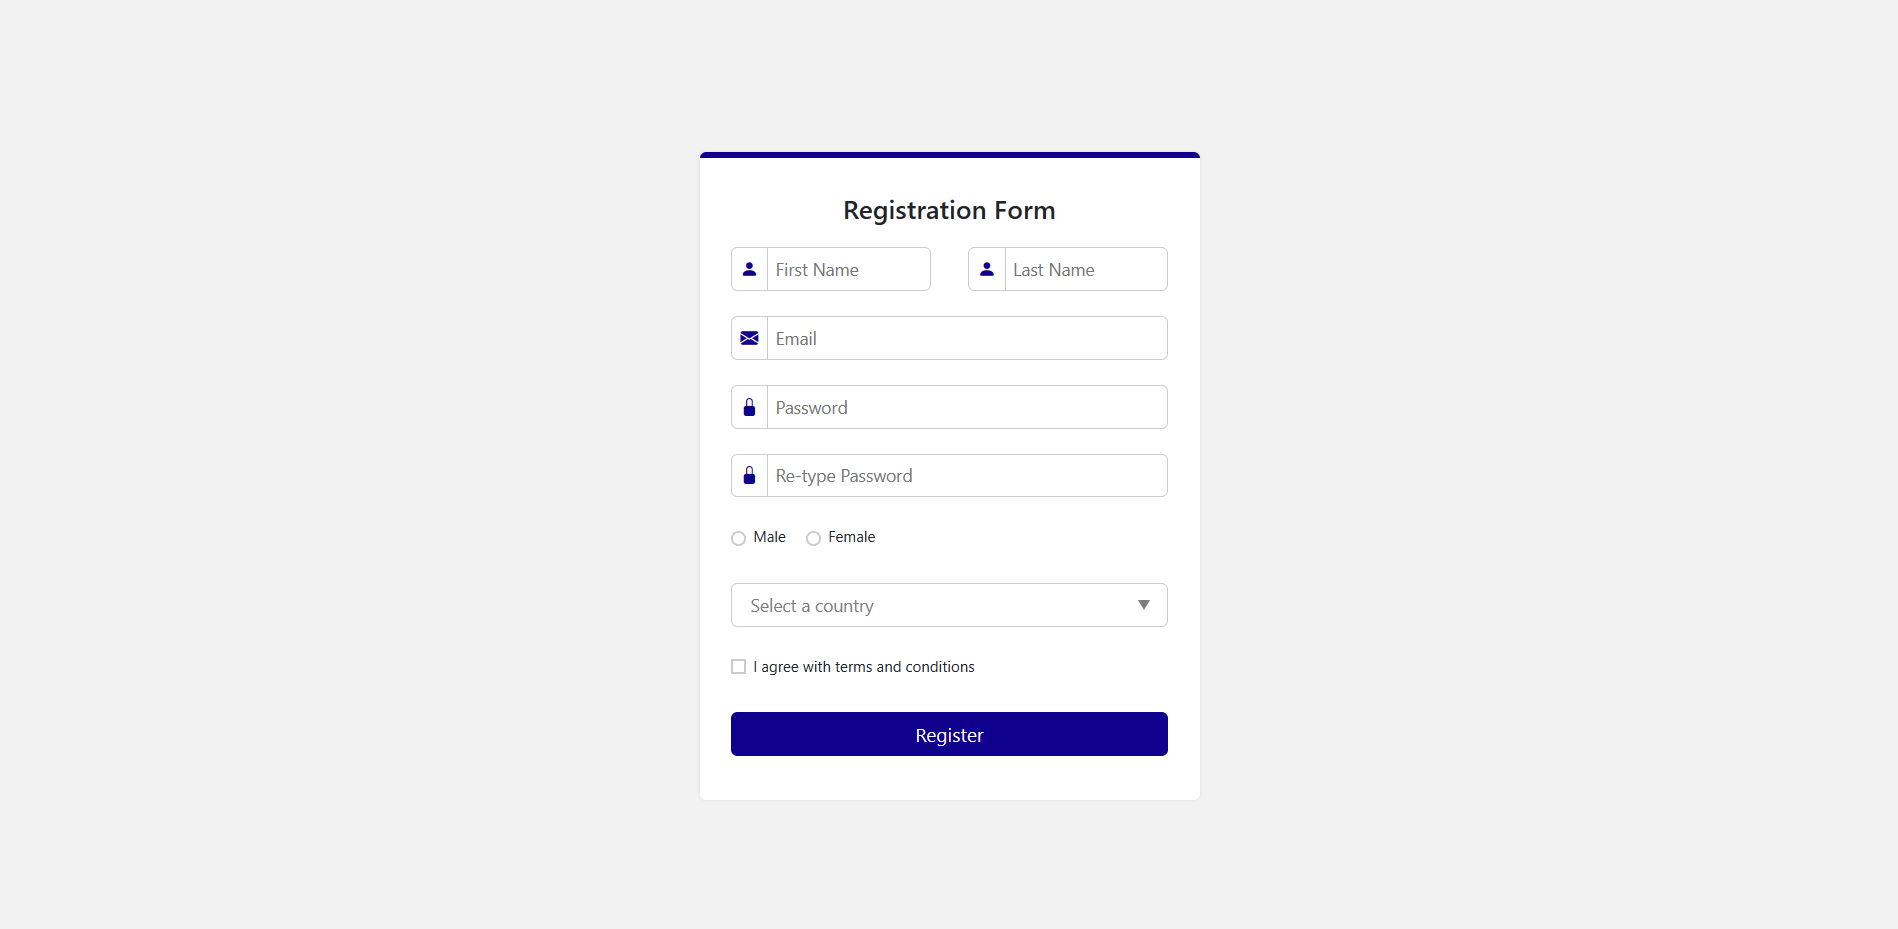 Registration Form
First Name
Last Name
Email
Password
Re-type Password
Male
Female
Select a country
I agree with terms and conditions
Register